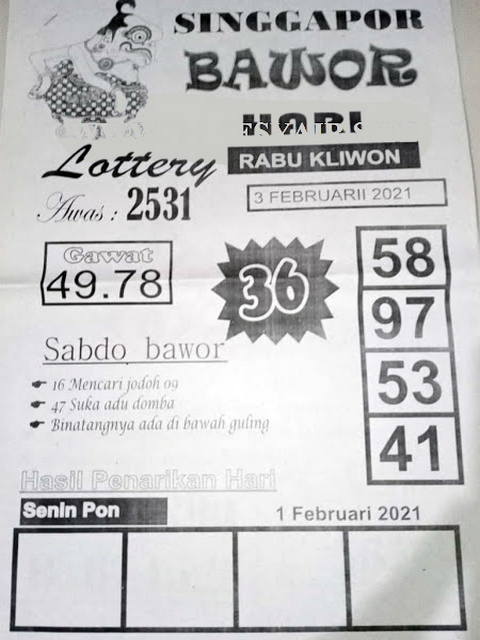 SINGGAPOR
BAWOR
HARI
Lottery
RABU KLIWON
3 FEBRUARII 2021
Awas : 2531
Gawat
49.78
36
58
97
53
41
Sabdo bawor
16 Mencari jodoh 09
47 Suka adu domba
Binatangnya ada di bawah guling
Hasil Penarikan Hari
Senin Pon
1 Februari 2021